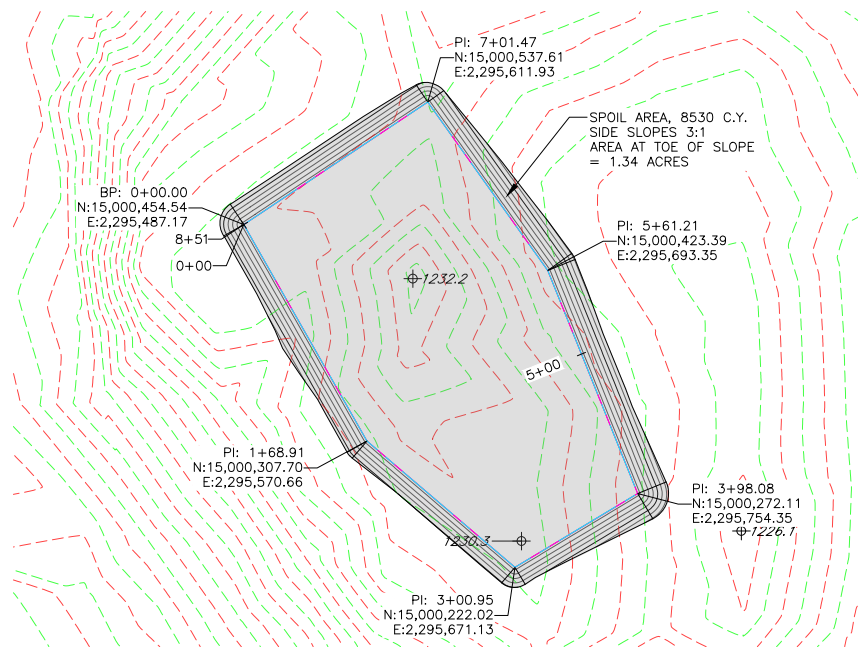 PI: 7+01.47
N:15,000,537.61
E:2,295,611.93
SPOIL AREA, 8530 C.Y.
SIDE SLOPES 3:1
AREA AT TOE OF SLOPE
= 1.34 ACRES
BP: 0+00.00
N:15,000,454.54
E:2,295,487.17
8+51
0+00
PI: 5+61.21
N:15,000,423.39
E:2,295,693.35
1232.2
5+00
PI: 1+68.91
N:15,000,307.70
E:2,295,570.66
PI: 3+98.08
N:15,000,272.11
E:2,295,754.35
1226.1
1230.3
PI: 3+00.95
N:15,000,222.02
E:2,295,671.13